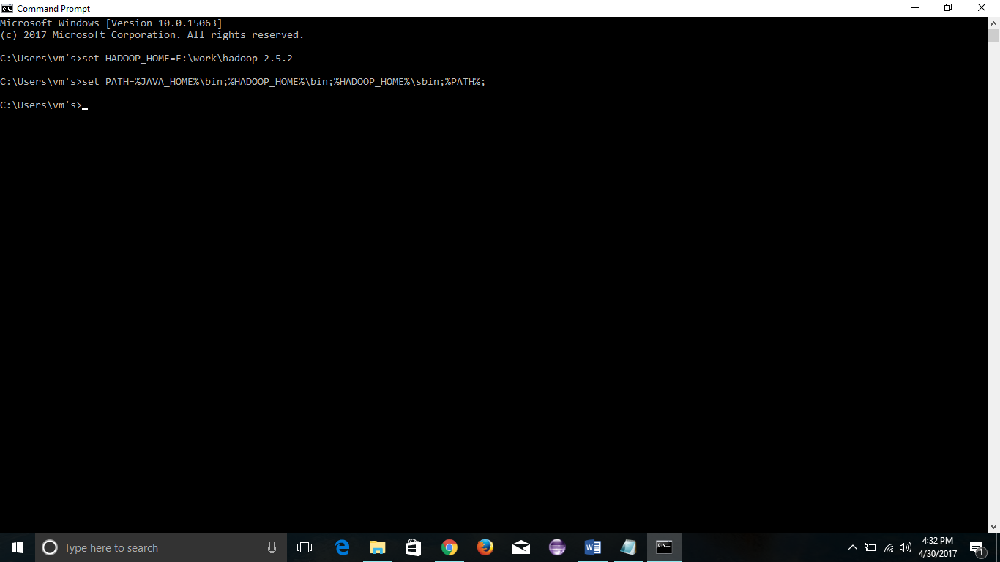 Command Prompt
Microsoft Windows [Version 10.0.15063]
(c) 2017 Microsoft Corporation. All rights reserved.
C:\Users\vm's>set HADOOP_HOME=F:\work\hadoop-2.5.2
C:\Users\vm's>set PATH=%JAVA_HOME%\bin;%HADOOP_HOME%\bin;%HADOOP_HOME%\sbin;%PATH%;
C:\Users\vm's>
Type here to search
4:32 PM
4/30/2017
1